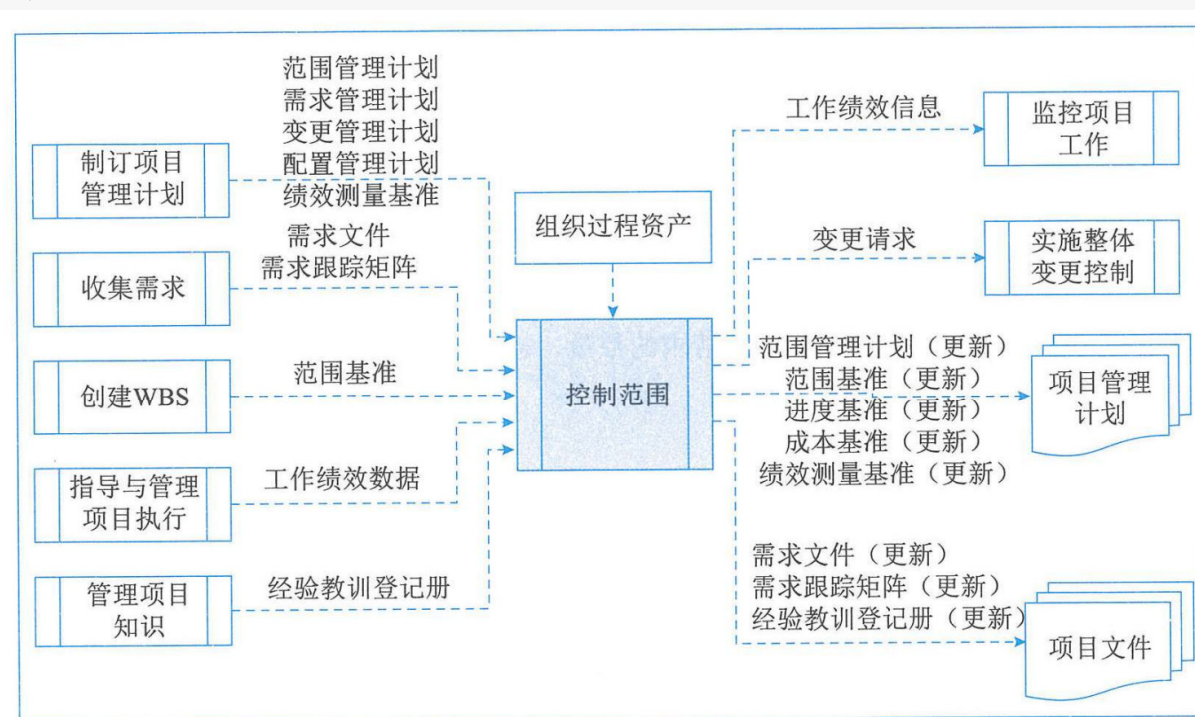 范围管理计划
需求管理计划
变更管理计划
配置管理计划
绩效测量基准
制订项目
管理计划
需求文件
需求跟踪矩阵
收集需求
范围基准
创建WBS
工作绩效数据
指导与管理
项目执行
经验教训登记册
管理项目
知识
组织过程资产
控制范围
工作绩效信息
监控项目
工作
变更请求
实施整体
变更控制
范围管理计划（更新）
范围基准（更新）
进度基准（更新）
成本基准（更新）
绩效测量基准（更新）
项目管理
计划
需求文件（更新）
需求跟踪矩阵（更新）
经验教训登记册（更新）
项目文件